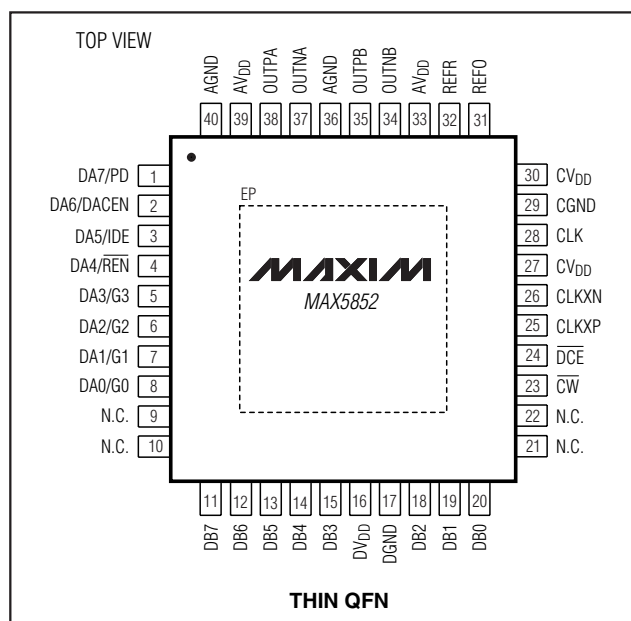 TOP VIEW
AGND
AVDD
OUTPA
OUTNA
AGND
OUTPB
OUTNB
AVDD
REFR
REFO
40 39 38 37 36 35 34 33 32 31
DA7/PD 1
DA6/DACEN 2
DA5/IDE 3
DA4/R̅E̅N̅ 4
DA3/G3 5
DA2/G2 6
DA1/G1 7
DA0/G0 8
N.C. 9
N.C. 10
EP
MAXIM
MAX5852
30 CVDD
29 CGND
28 CLK
27 CVDD
26 CLKXN
25 CLKXP
24 D̅C̅E̅
23 C̅W̅
22 N.C.
21 N.C.
11 12 13 14 15 16 17 18 19 20
DB7
DB6
DB5
DB4
DB3
DVDD
DGND
DB2
DB1
DB0
THIN QFN